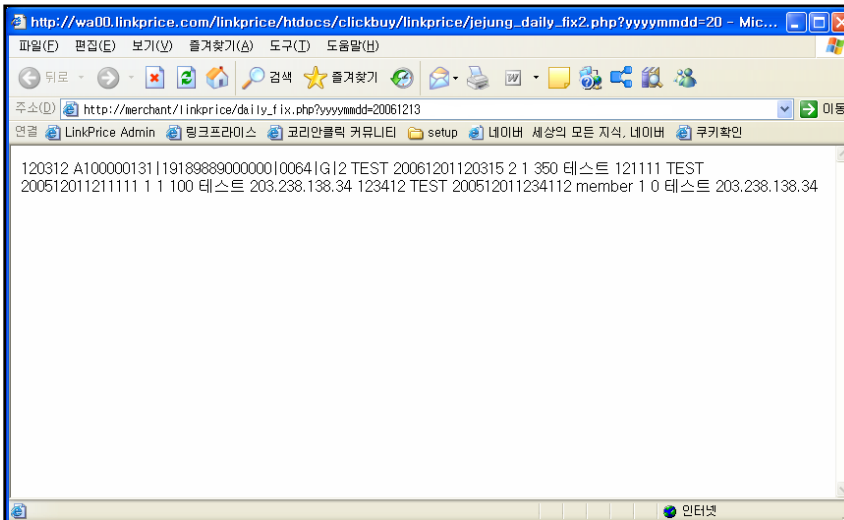 http://wa00.linkprice.com/linkprice/htdocs/clickbuy/linkprice/jejung_daily_fix2.php?yyyymmdd=20 - Mic...
파일(F) 편집(E) 보기(V) 즐겨찾기(A) 도구(T) 도움말(H)
뒤로 검색 즐겨찾기
주소(D) http://merchant/linkprice/daily_fix.php?yyyymmdd=20061213 이동
연결 LinkPrice Admin 링크프라이스 코리안클릭 커뮤니티 setup 네이버 세상의 모든 지식, 네이버 쿠키확인
120312 A100000131|19189889000000|0064|G|2 TEST 20061201120315 2 1 350 테스트 121111 TEST
200512011211111 1 1 100 테스트 203.238.138.34 123412 TEST 200512011234112 member 1 0 테스트 203.238.138.34
인터넷